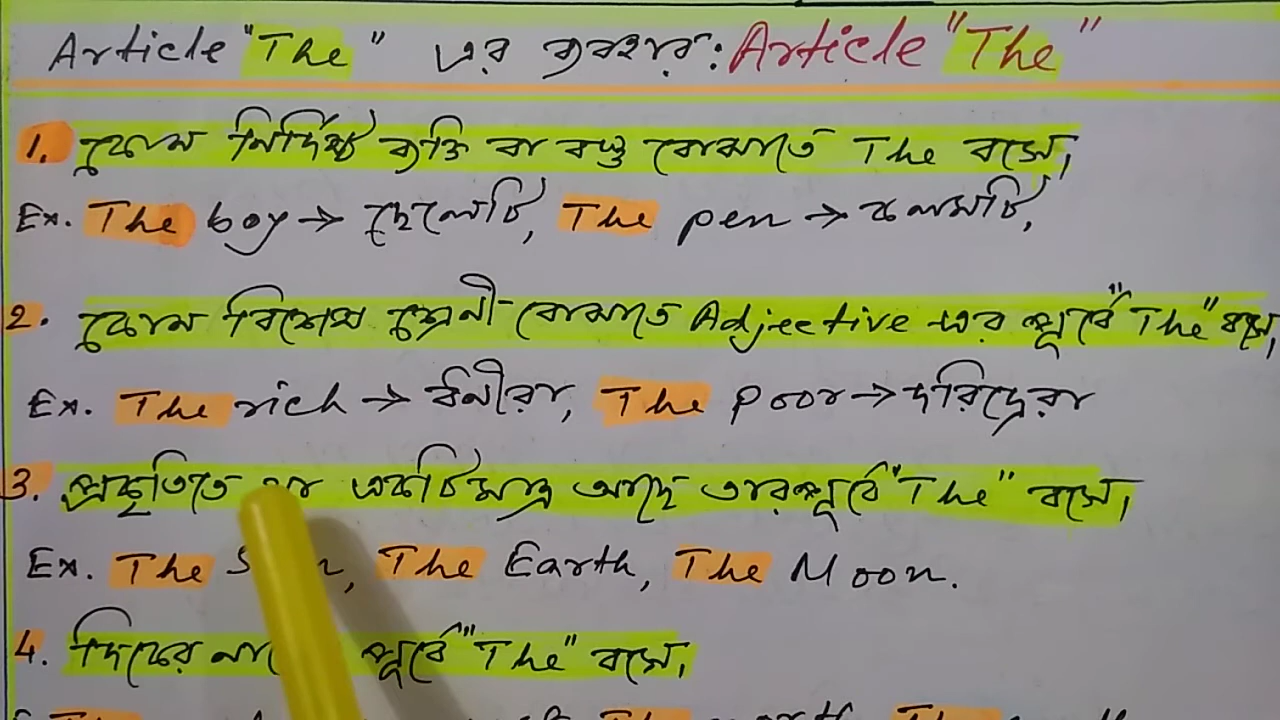 Article "The" এর ব্যবহার: Article "The"
1. কোন নির্দিষ্ট ব্যক্তি বা বস্তু বোঝাতে The বসে।
Ex. The boy → ছেলেটি, The pen → কলমটি,
2. কোন বিশেষ শ্রেনী বোঝাতে Adjective এর পূর্বে "The" বসে,
Ex. The rich → ধনীরা, The poor → দরিদ্রেরা
3. প্রকৃতিতে একটিমাত্র আছে তার পূর্বে "The" বসে।
Ex. The The Earth, The Moon.
4. দিকের পূর্বে "The" বসে।